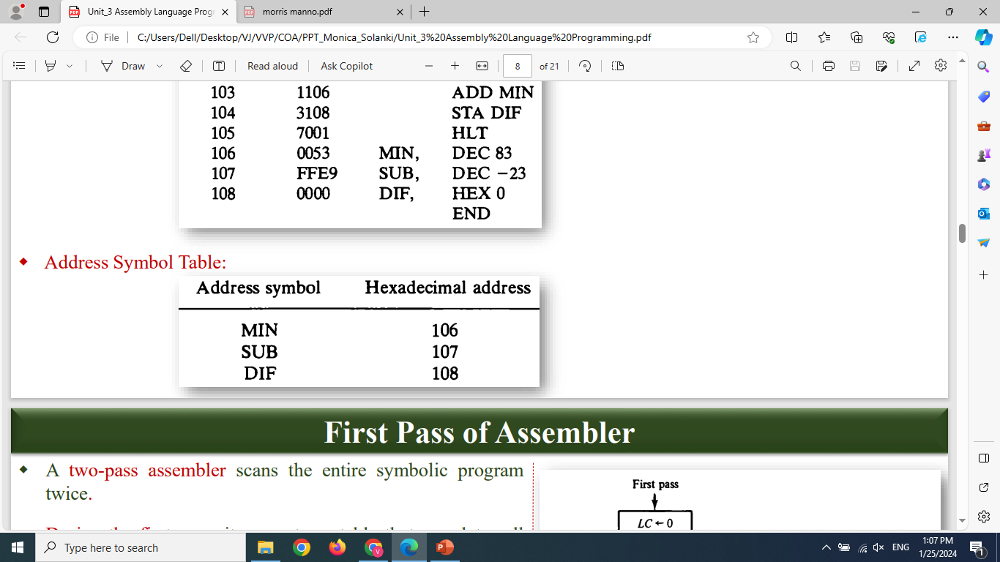 Unit_3 Assembly Language Prog
morris manno.pdf
File
C:/Users/Dell/Desktop/VJ/VVP/COA/PPT_Monica_Solanki/Unit_3%20Assembly%20Language%20Programming.pdf
Draw
Read aloud
Ask Copilot
8
of 21
103 1106 ADD MIN
104 3108 STA DIF
105 7001 HLT
106 0053 MIN, DEC 83
107 FFE9 SUB, DEC −23
108 0000 DIF, HEX 0
END
Address Symbol Table:
Address symbol Hexadecimal address
MIN 106
SUB 107
DIF 108
First Pass of Assembler
A two-pass assembler scans the entire symbolic program
twice.
First pass
LC ← 0
Type here to search
ENG
1:07 PM
1/25/2024
1